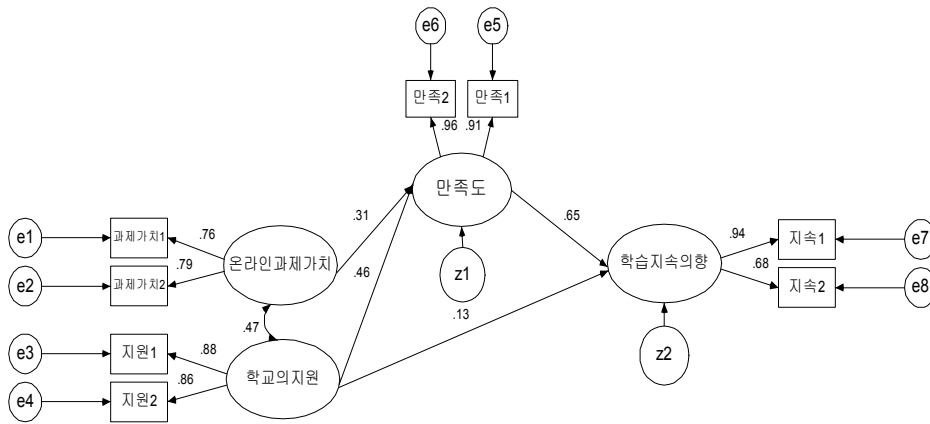 e6
e5
만족2
만족1
.96
.91
만족도
z1
.31
.46
.65
.13
e1
과제가치1
.76
e2
과제가치2
.79
온라인과제가치
.47
e3
지원1
.88
e4
지원2
.86
학교의지원
학습지속의향
z2
.94
지속1
e7
.68
지속2
e8